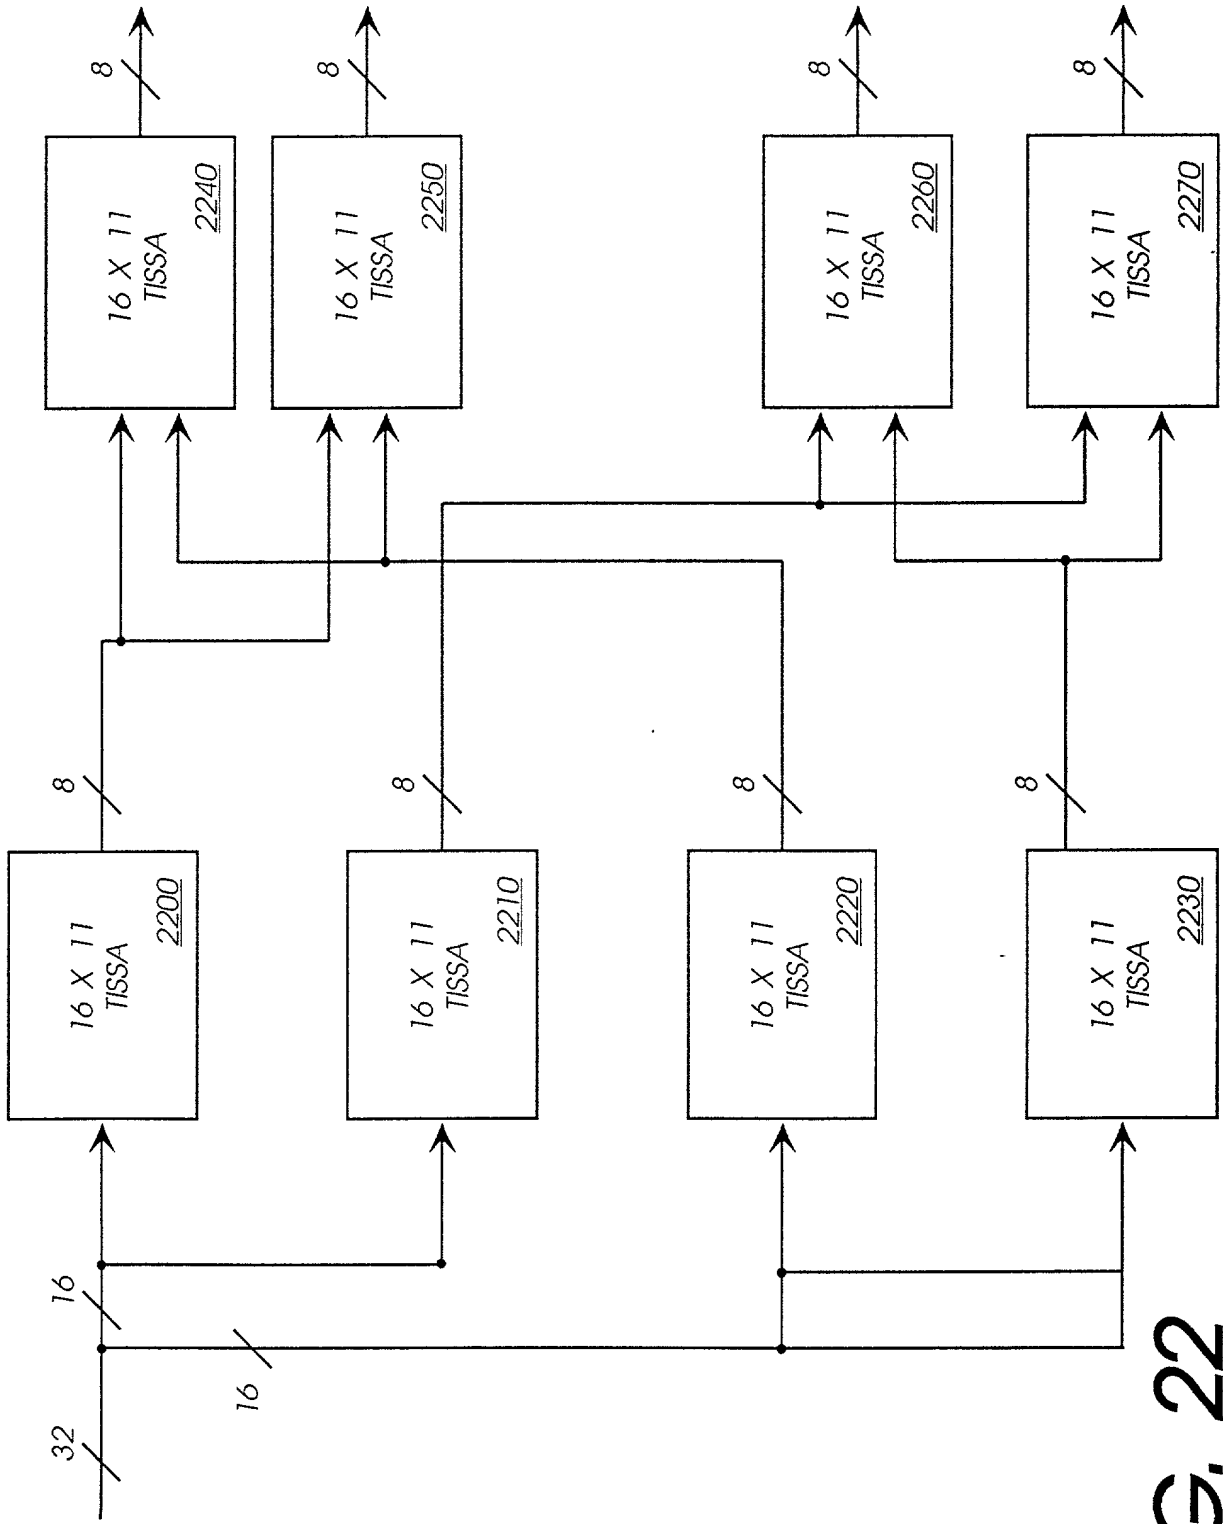 32
16
16
16 X 11
TISSA
2200
8
16 X 11
TISSA
2210
8
16 X 11
TISSA
2220
8
16 X 11
TISSA
2230
8
16 X 11
TISSA
2240
8
16 X 11
TISSA
2250
8
16 X 11
TISSA
2260
8
16 X 11
TISSA
2270
8
G. 22